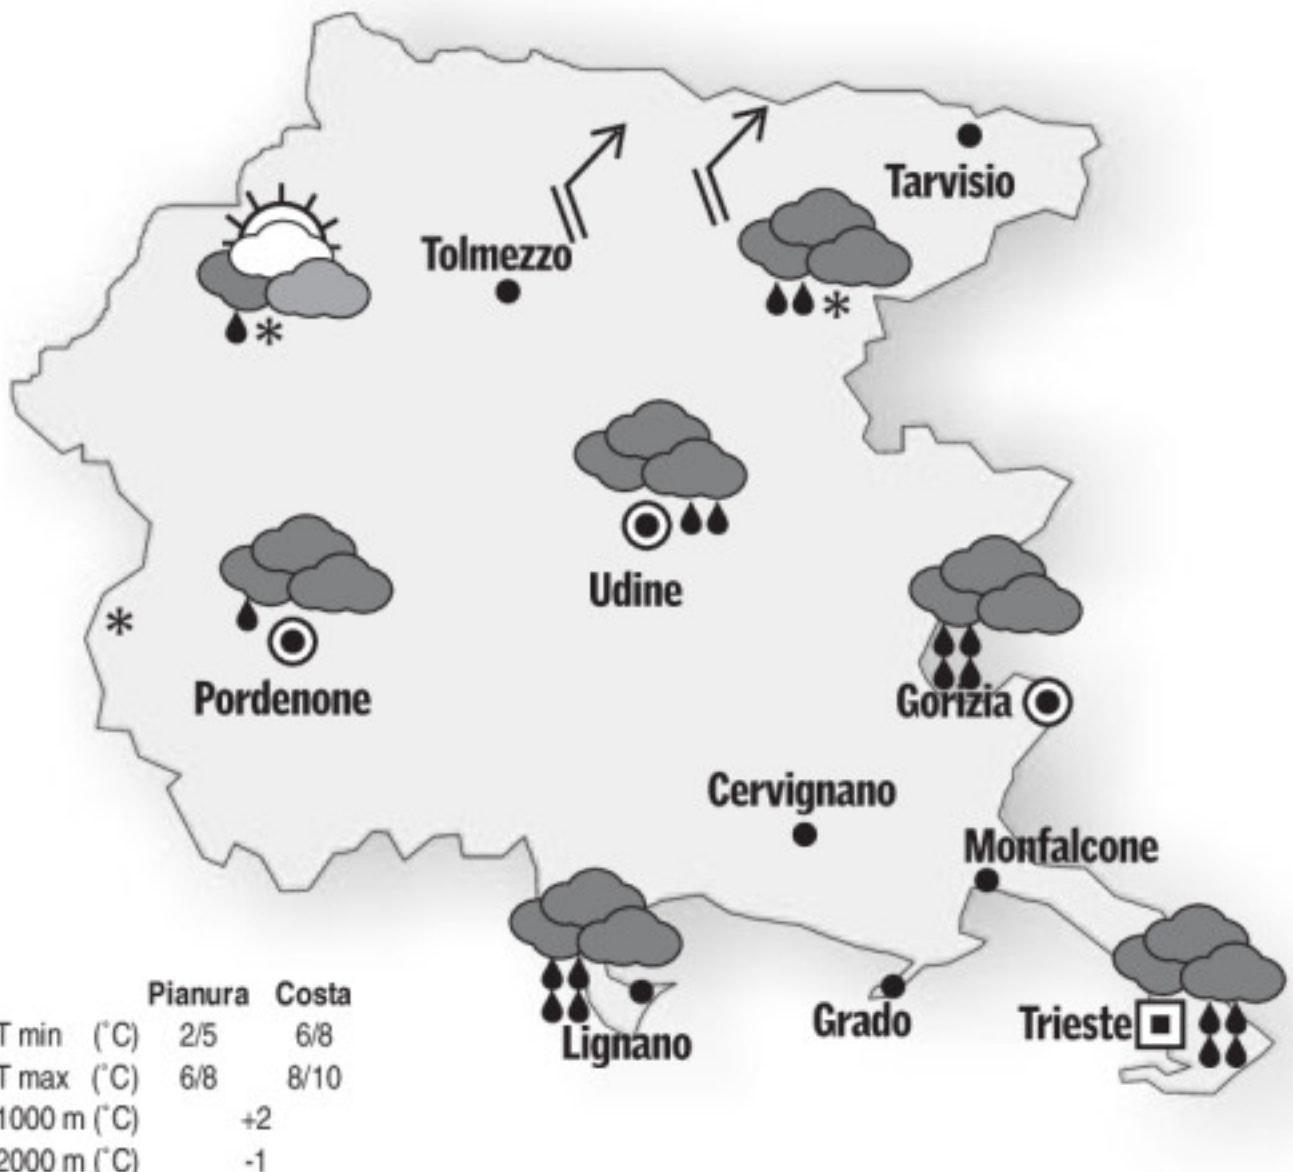 Tarvisio
Tolmezzo
Udine
Pordenone
Gorizia
Cervignano
Monfalcone
Lignano
Grado
Trieste
Pianura Costa
T min (°C) 2/5 6/8
T max (°C) 6/8 8/10
1000 m (°C) +2
2000 m (°C) -1